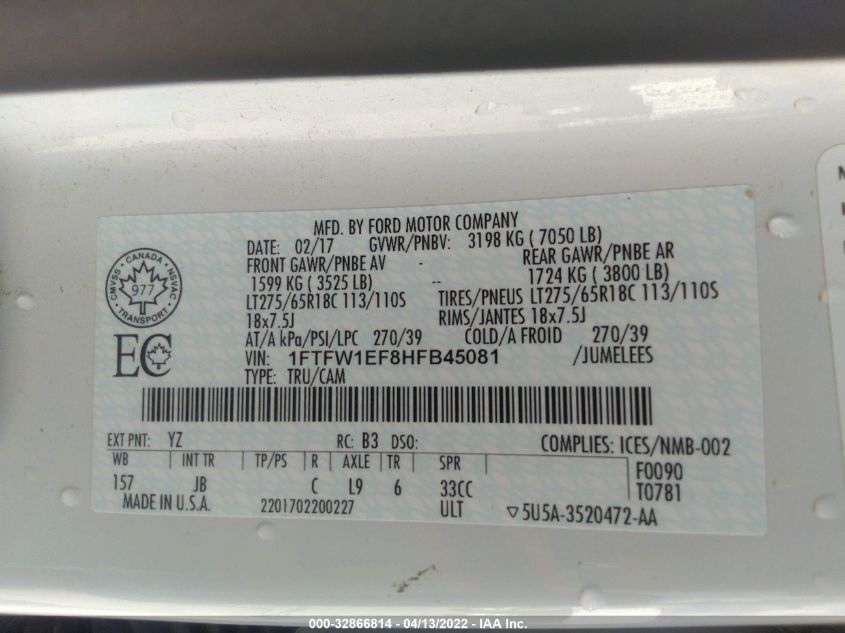 MFD. BY FORD MOTOR COMPANY
DATE: 02/17 GVWR/PNBV: 3198 KG ( 7050 LB)
FRONT GAWR/PNBE AV - REAR GAWR/PNBE AR
1599 KG ( 3525 LB) -- 1724 KG ( 3800 LB)
LT275/65R18C 113/110S TIRES/PNEUS LT275/65R18C 113/110S
18x7.5J RIMS/JANTES 18x7.5J
AT/A kPa/PSI/LPC 270/39 COLD/A FROID 270/39
VIN: 1FTFW1EF8HFB45081 /JUMELEES
TYPE: TRU/CAM
CANADA
CMVSS NSVAC
977
TRANSPORT
EC
EXT PNT: YZ RC: B3 DSO: COMPLIES: ICES/NMB-002
WB INT TR TP/PS R AXLE TR SPR F0090
157 JB C L9 6 33CC T0781
MADE IN U.S.A. 2201702200227 ULT ▽5U5A-3520472-AA
000-32866814 - 04/13/2022 - IAA Inc.